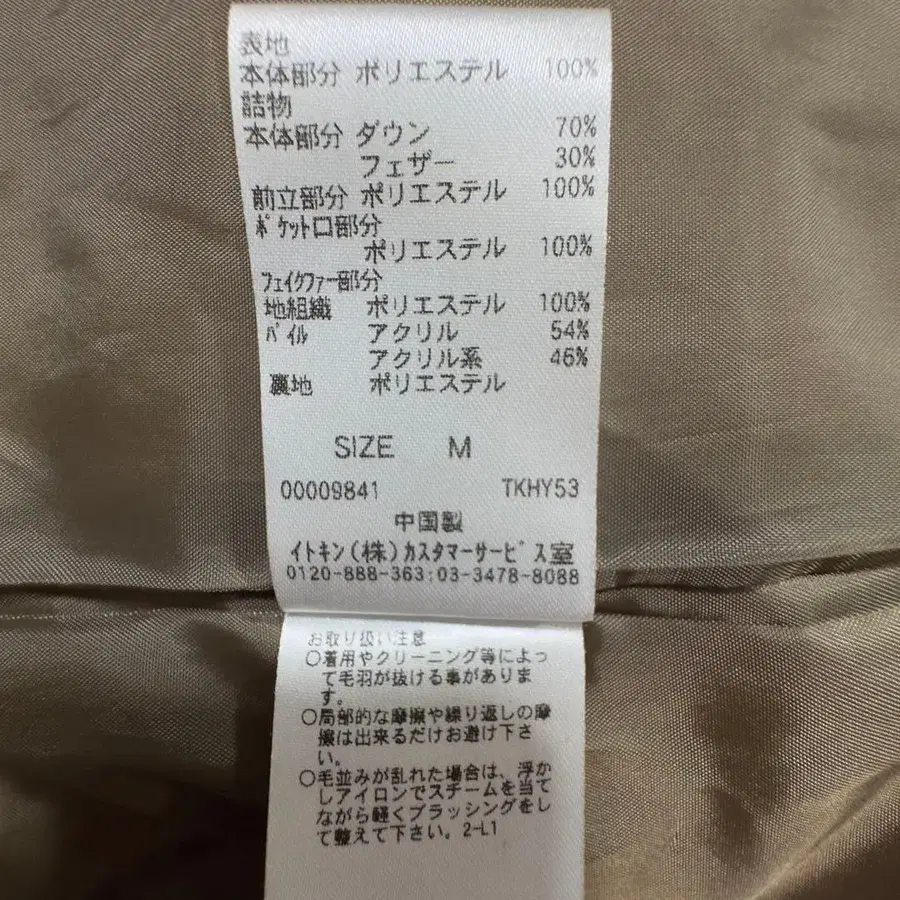 表地
本体部分 ポリエステル 100%
詰物
本体部分 ダウン 70%
フェザー 30%
前立部分 ポリエステル 100%
ポケット口部分
ポリエステル 100%
フェイクファー部分
地組織 ポリエステル 100%
パイル アクリル 54%
アクリル系 46%
裏地 ポリエステル
SIZE M
00009841 TKHY53
中国製
イトキン(株)カスタマーサービス室
0120-888-363:03-3478-8088
お取り扱い注意
○着用やクリーニング等によっ
て毛羽が抜ける事がありま
す。
○局部的な摩擦や繰り返しの摩
擦は出来るだけお避け下さ
い。
○毛並みが乱れた場合は、浮か
しアイロンでスチームを当て
ながら軽くブラッシングをし
て整えて下さい。2-L1